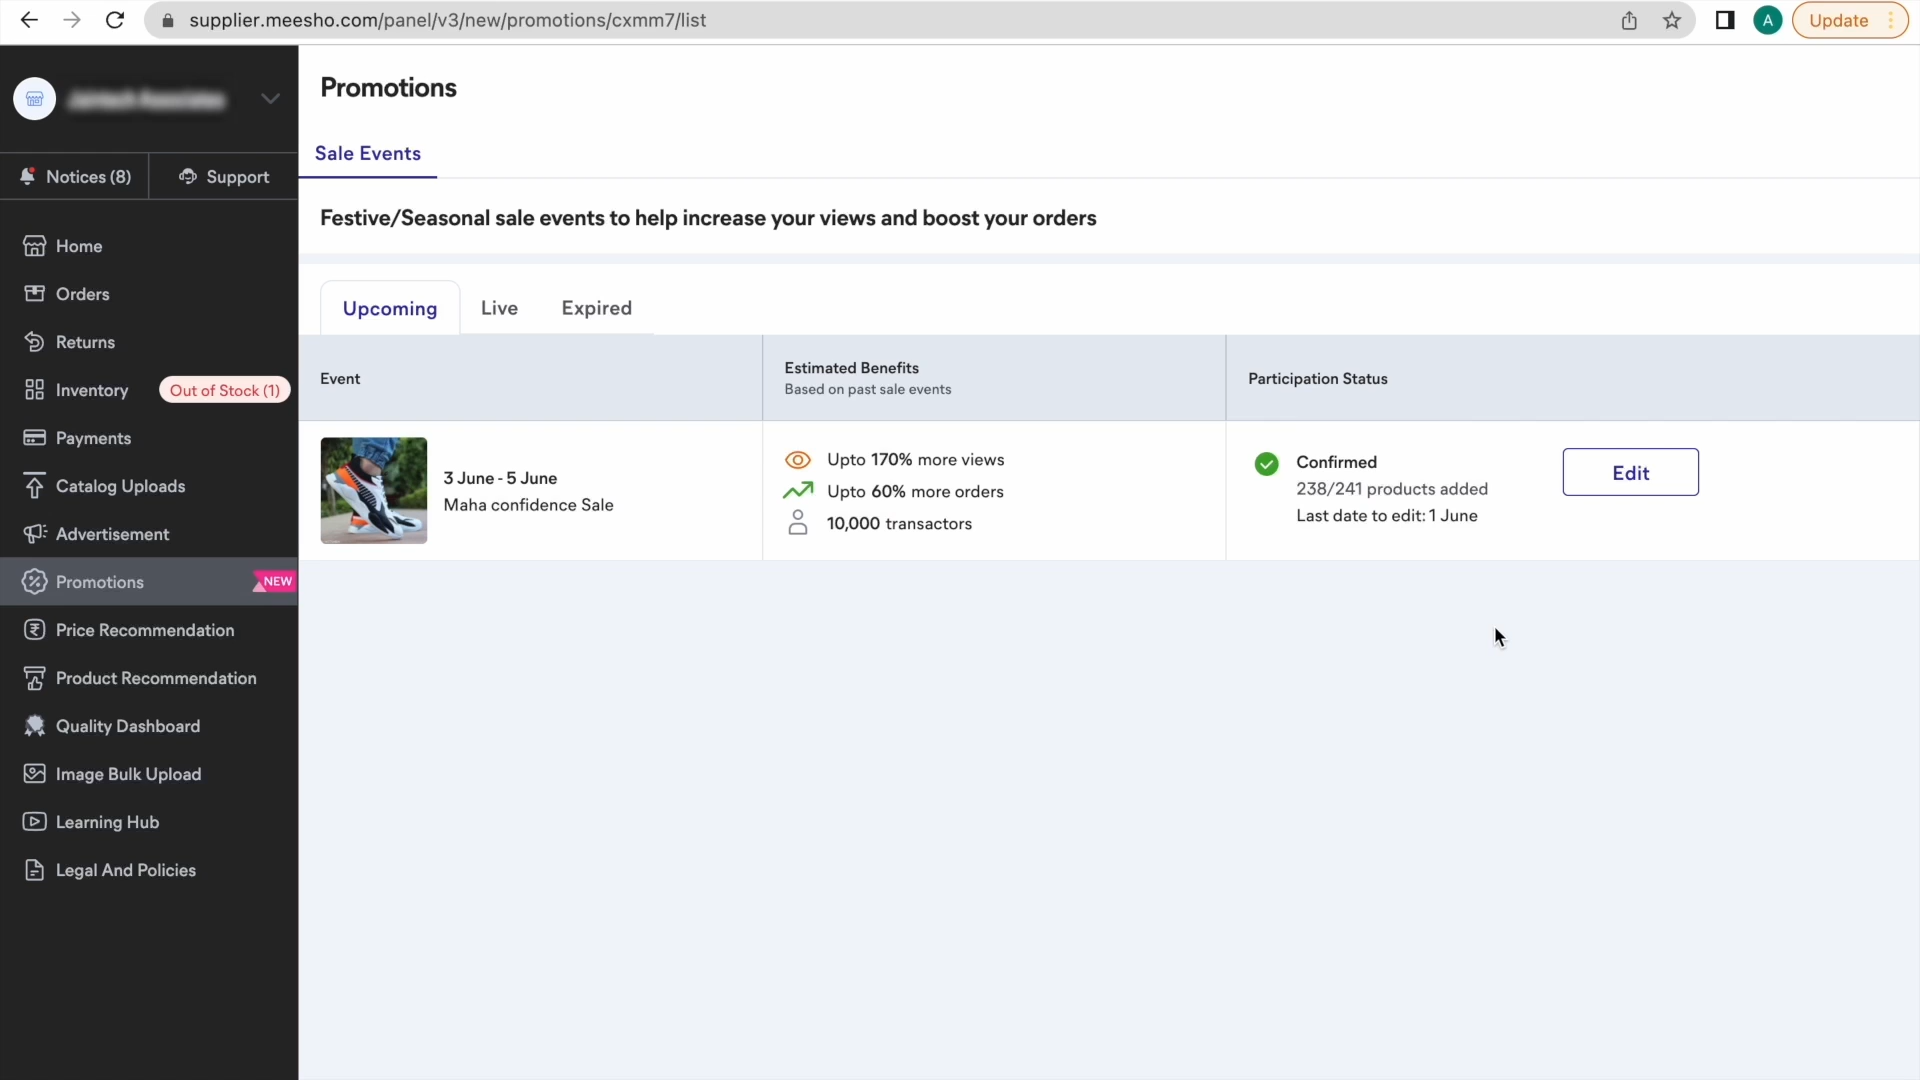 supplier.meesho.com/panel/v3/new/promotions/cxmm7/list
A
Update
Notices (8)
Support
Home
Orders
Returns
Inventory
Out of Stock (1)
Payments
Catalog Uploads
Advertisement
Promotions
NEW
Price Recommendation
Product Recommendation
Quality Dashboard
Image Bulk Upload
Learning Hub
Legal And Policies
Promotions
Sale Events
Festive/Seasonal sale events to help increase your views and boost your orders
Upcoming
Live
Expired
Event
Estimated Benefits
Based on past sale events
Participation Status
3 June - 5 June
Maha confidence Sale
Upto 170% more views
Upto 60% more orders
10,000 transactors
Confirmed
238/241 products added
Last date to edit: 1 June
Edit